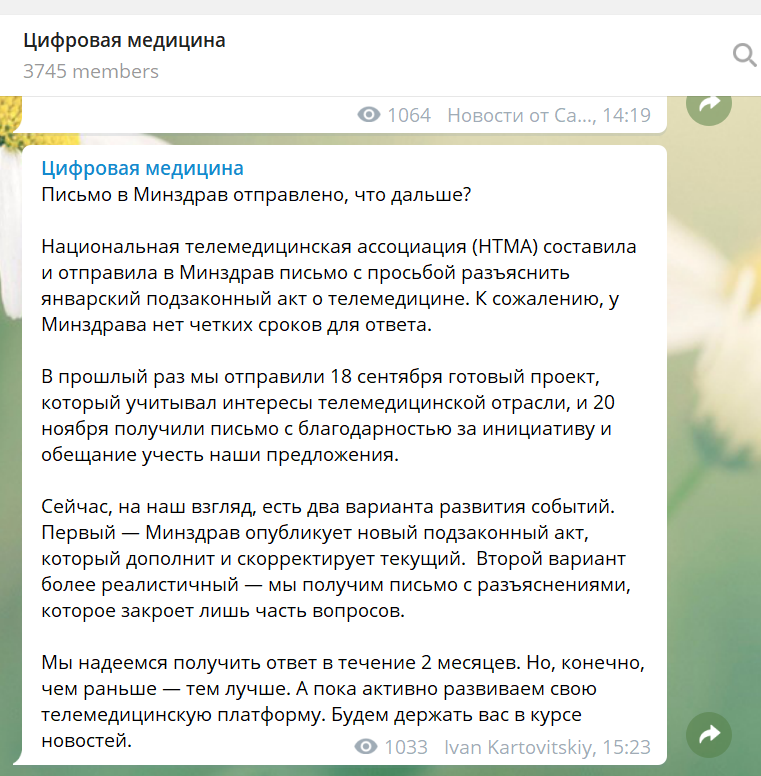 Цифровая медицина
3745 members
1064 Новости от Са..., 14:19
Цифровая медицина
Письмо в Минздрав отправлено, что дальше?
Национальная телемедицинская ассоциация (НТМА) составила
и отправила в Минздрав письмо с просьбой разъяснить
январский подзаконный акт о телемедицине. К сожалению, у
Минздрава нет четких сроков для ответа.
В прошлый раз мы отправили 18 сентября готовый проект,
который учитывал интересы телемедицинской отрасли, и 20
ноября получили письмо с благодарностью за инициативу и
обещание учесть наши предложения.
Сейчас, на наш взгляд, есть два варианта развития событий.
Первый — Минздрав опубликует новый подзаконный акт,
который дополнит и скорректирует текущий. Второй вариант
более реалистичный — мы получим письмо с разъяснениями,
которое закроет лишь часть вопросов.
Мы надеемся получить ответ в течение 2 месяцев. Но, конечно,
чем раньше — тем лучше. А пока активно развиваем свою
телемедицинскую платформу. Будем держать вас в курсе
новостей.
1033 Ivan Kartovitskiy, 15:23